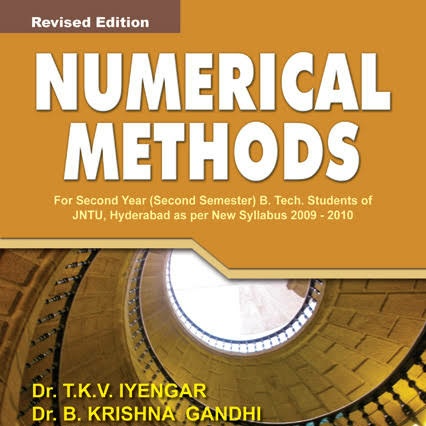 Revised Edition
NUMERICAL
METHODS
For Second Year (Second Semester) B. Tech. Students of
JNTU, Hyderabad as per New Syllabus 2009 - 2010
Dr. T.K.V. IYENGAR
Dr. B. KRISHNA GANDHI